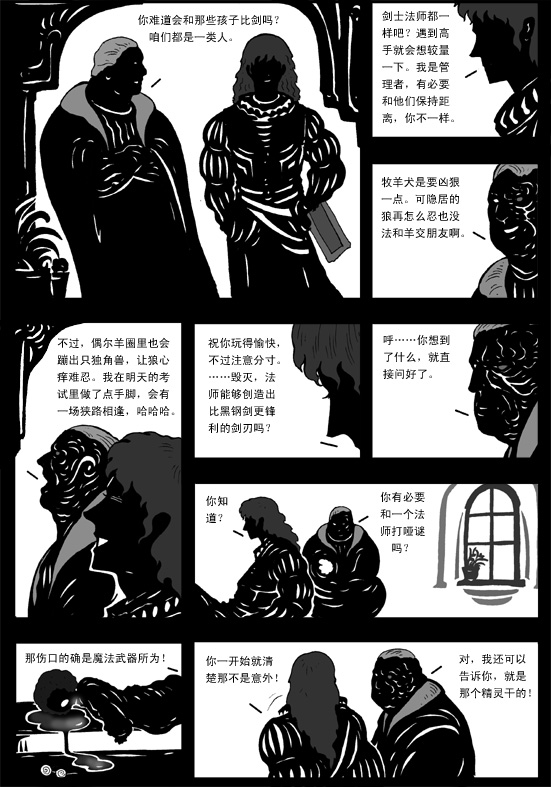 你难道会和那些孩子比剑吗？
咱们都是一类人。
剑士法师都一
样吧？遇到高
手就会想较量
一下。我是管
理者，有必要
和他们保持距
离，你不一样。
牧羊犬是要凶狠
一点。可隐居的
狼再怎么忍也没
法和羊交朋友啊。
不过，偶尔羊圈里也会
蹦出只独角兽，让狼心
痒难忍。我在明天的考
试里做了点手脚，会有
一场狭路相逢，哈哈哈。
祝你玩得愉快，
不过注意分寸。
……毁灭，法
师能够创造出
比黑钢剑更锋
利的剑刃吗？
呼……你想到
了什么，就直
接问好了。
你知
道？
你有必要
和一个法
师打哑谜
吗？
那伤口的确是魔法武器所为！
你一开始就清
楚那不是意外！
对，我还可以
告诉你，就是
那个精灵干的！